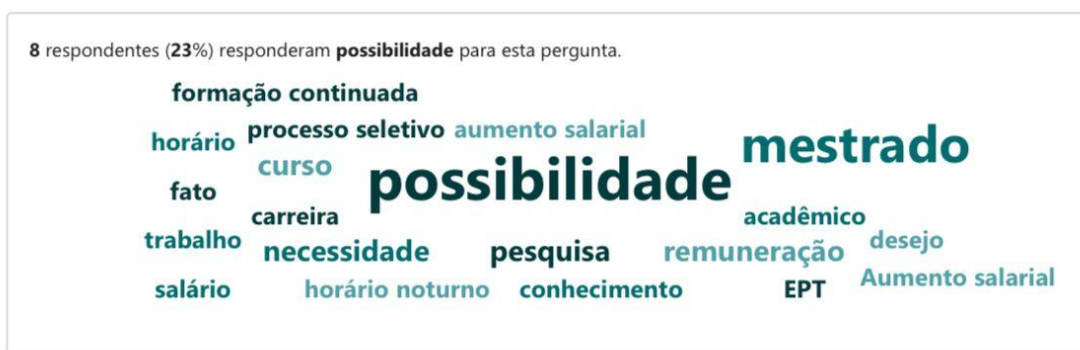 8 respondentes (23%) responderam possibilidade para esta pergunta.
formação continuada
horário
processo seletivo
aumento salarial
mestrado
curso
possibilidade
fato
carreira
acadêmico
trabalho
necessidade
pesquisa
remuneração
desejo
salário
horário noturno
conhecimento
EPT
Aumento salarial